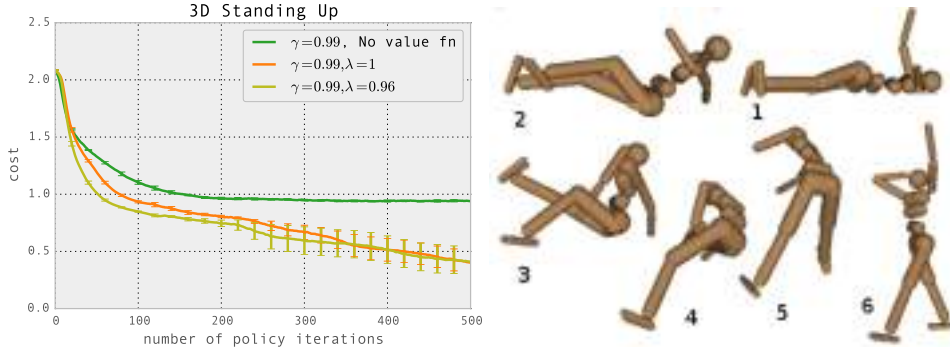 3D Standing Up
2.5
2.0
1.5
1.0
0.5
0.0
cost
γ=0.99, No value fn
γ=0.99,λ=1
γ=0.99,λ=0.96
0 100 200 300 400 500
number of policy iterations
2
1
3
4
5
6